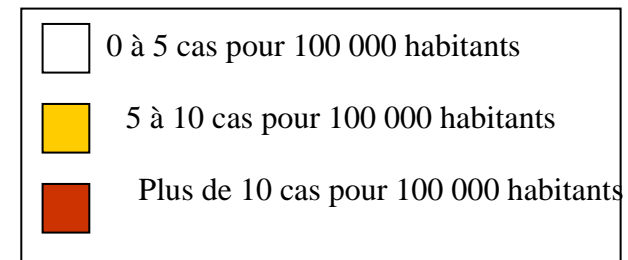 0 à 5 cas pour 100 000 habitants
5 à 10 cas pour 100 000 habitants
Plus de 10 cas pour 100 000 habitants